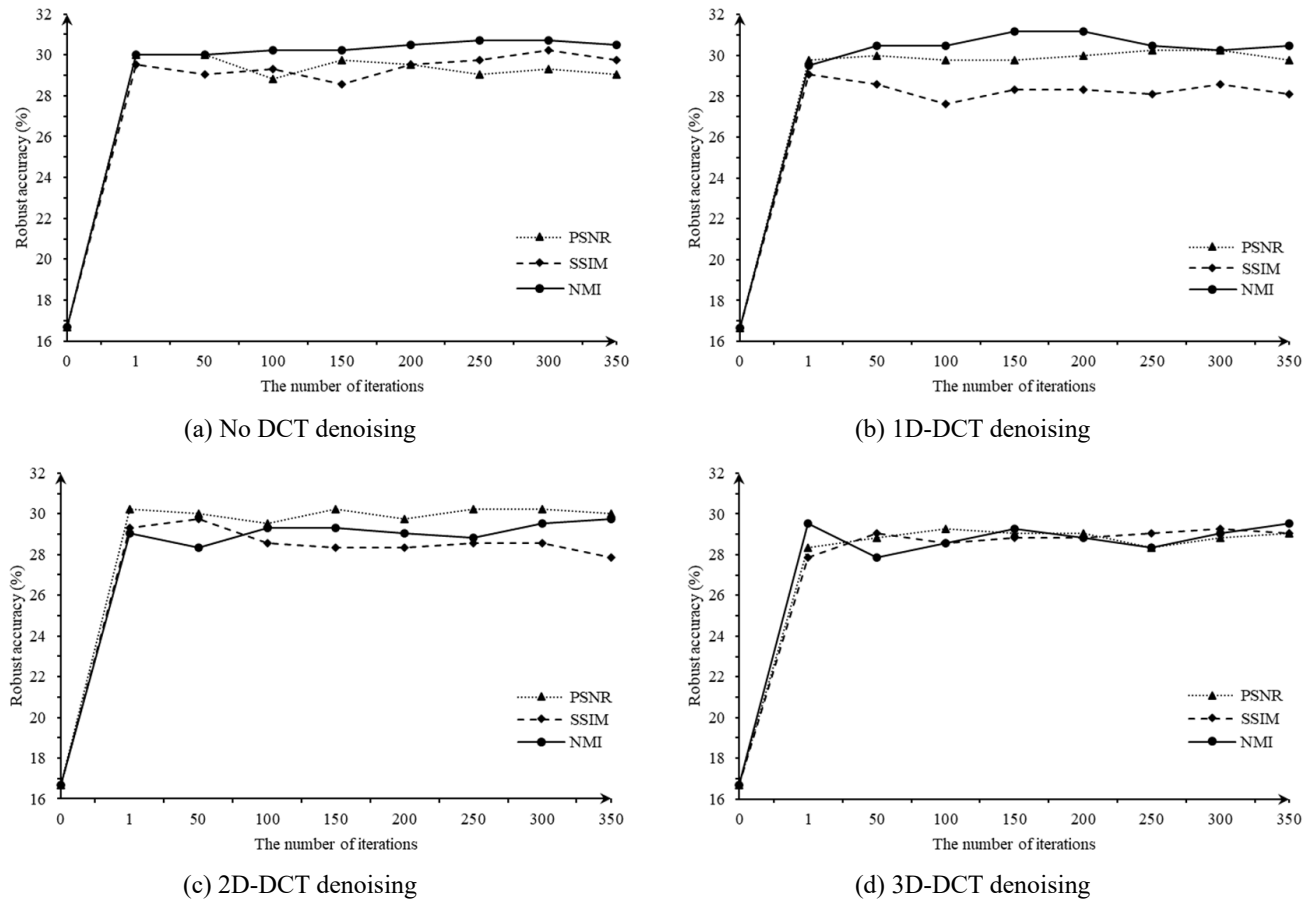 32
30
28
26
24
22
20
18
16
Robust accuracy (%)
PSNR
SSIM
NMI
0 1 50 100 150 200 250 300 350
The number of iterations
(a) No DCT denoising
32
30
28
26
24
22
20
18
16
Robust accuracy (%)
PSNR
SSIM
NMI
0 1 50 100 150 200 250 300 350
The number of iterations
(b) 1D-DCT denoising
32
30
28
26
24
22
20
18
16
Robust accuracy (%)
PSNR
SSIM
NMI
0 1 50 100 150 200 250 300 350
The number of iterations
(c) 2D-DCT denoising
32
30
28
26
24
22
20
18
16
Robust accuracy (%)
PSNR
SSIM
NMI
0 1 50 100 150 200 250 300 350
The number of iterations
(d) 3D-DCT denoising